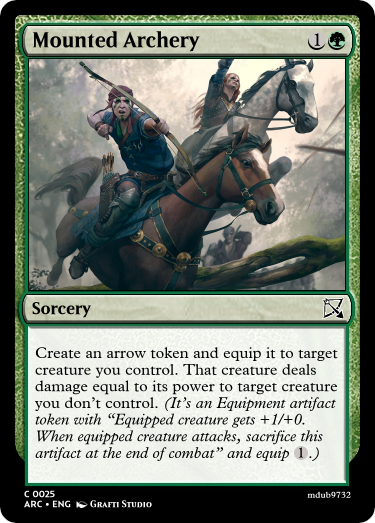 Mounted Archery 1
Sorcery
Create an arrow token and equip it to target
creature you control. That creature deals
damage equal to its power to target creature
you don't control. (It's an Equipment artifact
token with “Equipped creature gets +1/+0.
When equipped creature attacks, sacrifice this
artifact at the end of combat” and equip 1.)
C 0025
ARC • ENG Grafti Studio
mdub9732